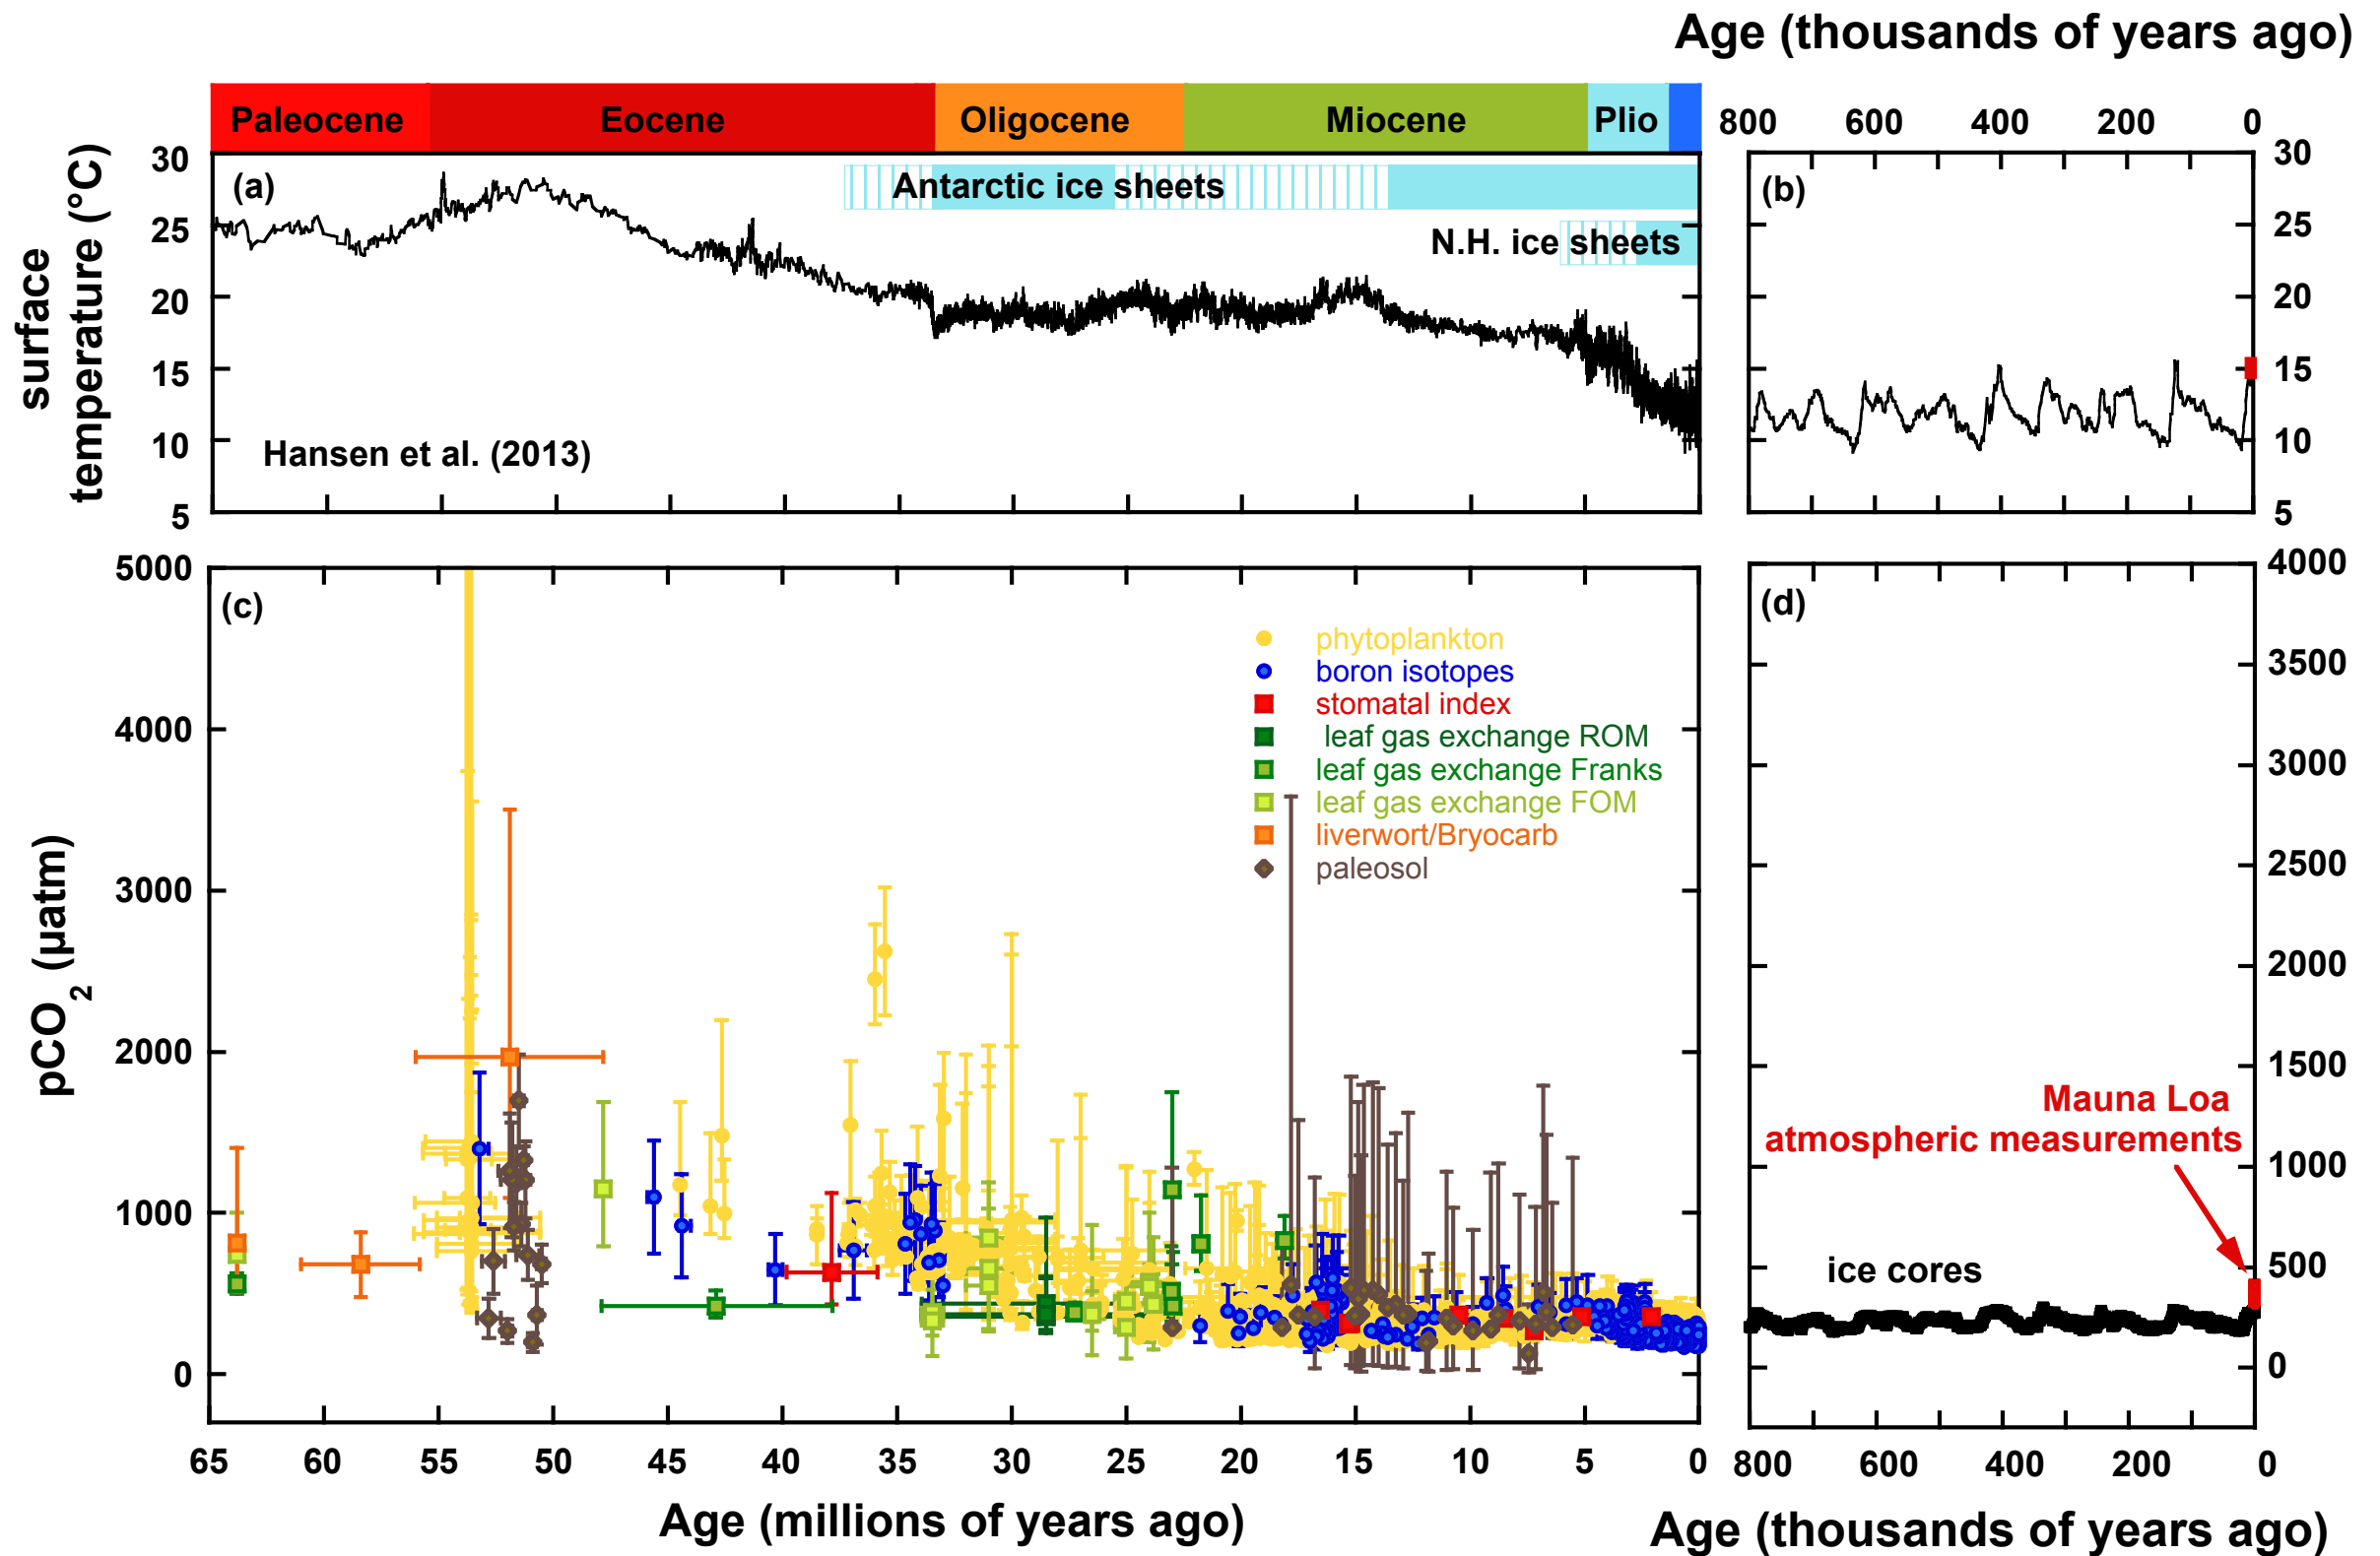 Age (thousands of years ago)
Paleocene Eocene Oligocene Miocene Plio
800 600 400 200 0
surface
temperature (°C)
30
25
20
15
10
5
(a)
Antarctic ice sheets
N.H. ice sheets
Hansen et al. (2013)
(b)
30
25
20
15
10
5
pCO2 (µatm)
5000
4000
3000
2000
1000
0
(c)
phytoplankton
boron isotopes
stomatal index
leaf gas exchange ROM
leaf gas exchange Franks
leaf gas exchange FOM
liverwort/Bryocarb
paleosol
(d)
4000
3500
3000
2500
2000
1500
1000
500
0
Mauna Loa
atmospheric measurements
ice cores
65 60 55 50 45 40 35 30 25 20 15 10 5 0
800 600 400 200 0
Age (millions of years ago)
Age (thousands of years ago)